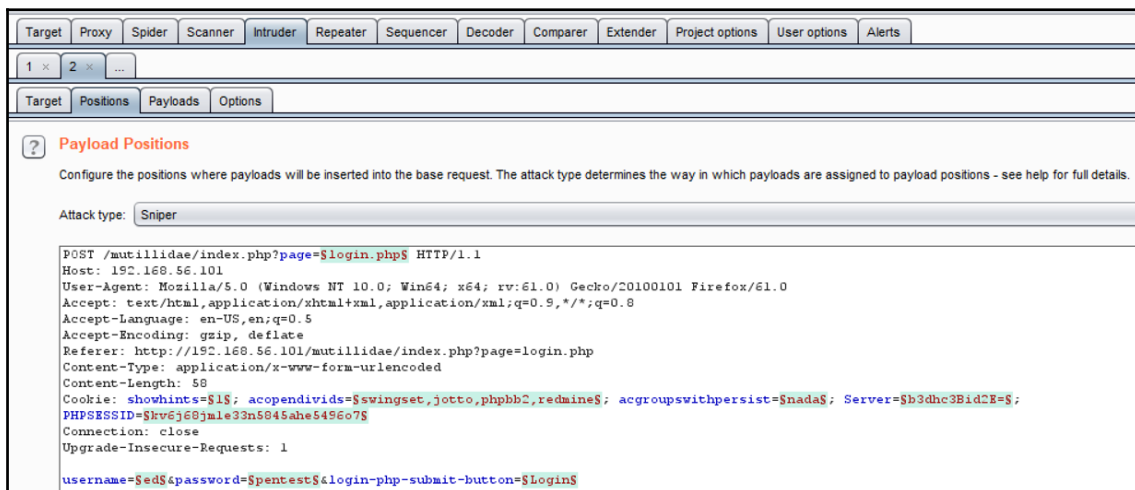 Target Proxy Spider Scanner Intruder Repeater Sequencer Decoder Comparer Extender Project options User options Alerts
1 × 2 × ...
Target Positions Payloads Options
? Payload Positions
Configure the positions where payloads will be inserted into the base request. The attack type determines the way in which payloads are assigned to payload positions - see help for full details.
Attack type: Sniper
POST /mutillidae/index.php?page=§login.php§ HTTP/1.1
Host: 192.168.56.101
User-Agent: Mozilla/5.0 (Windows NT 10.0; Win64; x64; rv:61.0) Gecko/20100101 Firefox/61.0
Accept: text/html,application/xhtml+xml,application/xml;q=0.9,*/*;q=0.8
Accept-Language: en-US,en;q=0.5
Accept-Encoding: gzip, deflate
Referer: http://192.168.56.101/mutillidae/index.php?page=login.php
Content-Type: application/x-www-form-urlencoded
Content-Length: 58
Cookie: showhints=§1§; acopendivids=§swingset,jotto,phpbb2,redmine§; acgroupswithpersist=§nada§; Server=§b3dhc3Bid2E=§;
PHPSESSID=§kv6j68jmle33n5845ahe5496o7§
Connection: close
Upgrade-Insecure-Requests: 1
username=§ed§&password=§pentest§&login-php-submit-button=§Login§